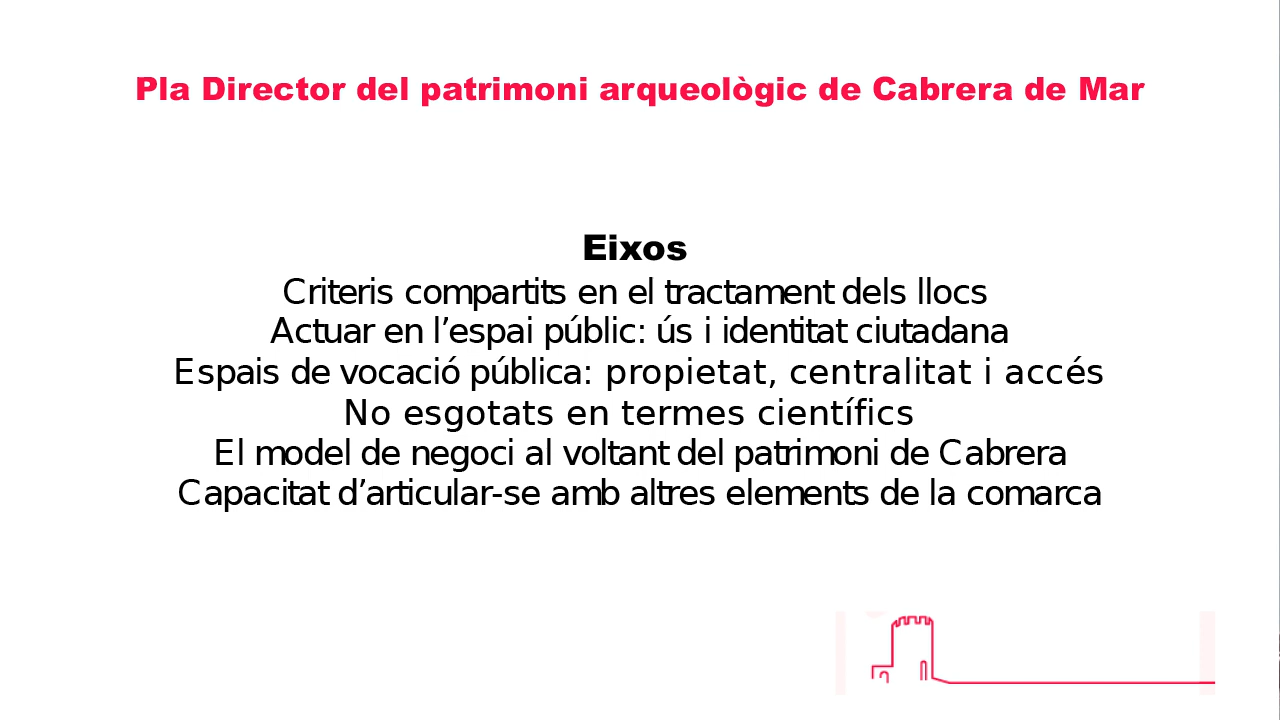 Pla Director del patrimoni arqueològic de Cabrera de Mar
Eixos
Criteris compartits en el tractament dels llocs
Actuar en l’espai públic: ús i identitat ciutadana
Espais de vocació pública: propietat, centralitat i accés
No esgotats en termes científics
El model de negoci al voltant del patrimoni de Cabrera
Capacitat d’articular-se amb altres elements de la comarca